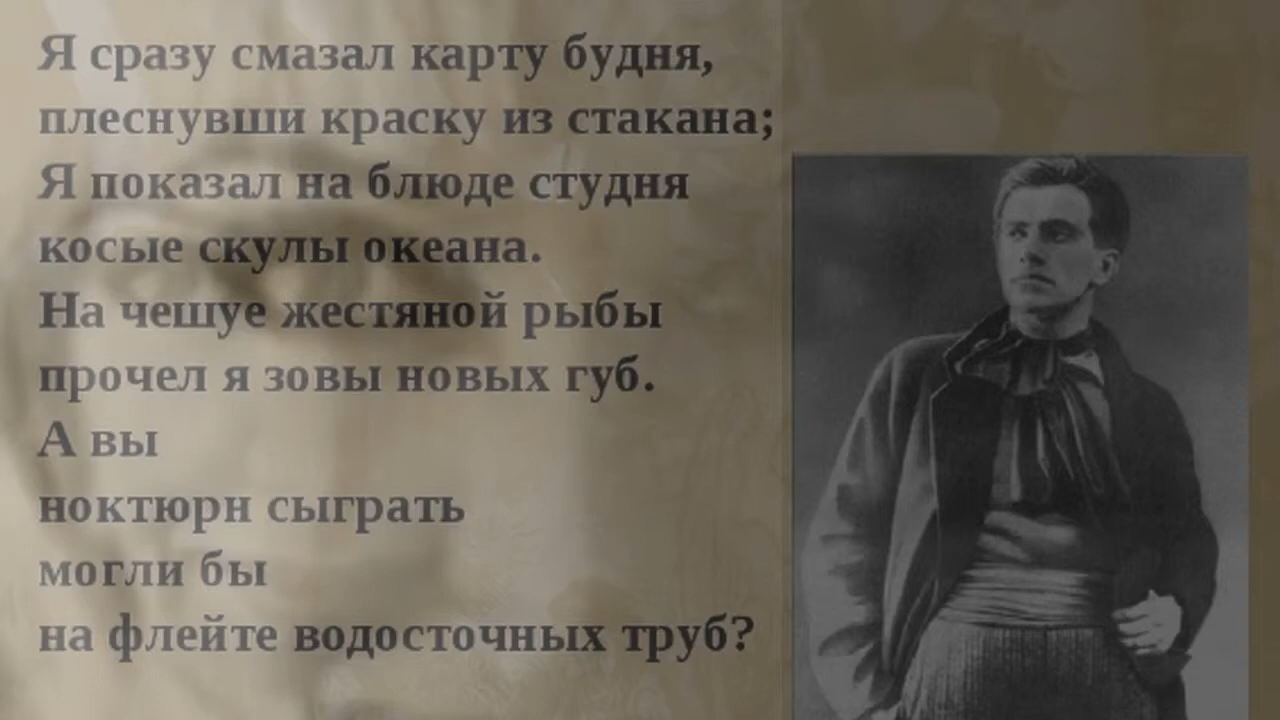 Я сразу смазал карту будня,
плеснувши краску из стакана;
Я показал на блюде студня
косые скулы океана.
На чешуе жестяной рыбы
прочел я зовы новых губ.
А вы
ноктюрн сыграть
могли бы
на флейте водосточных труб?